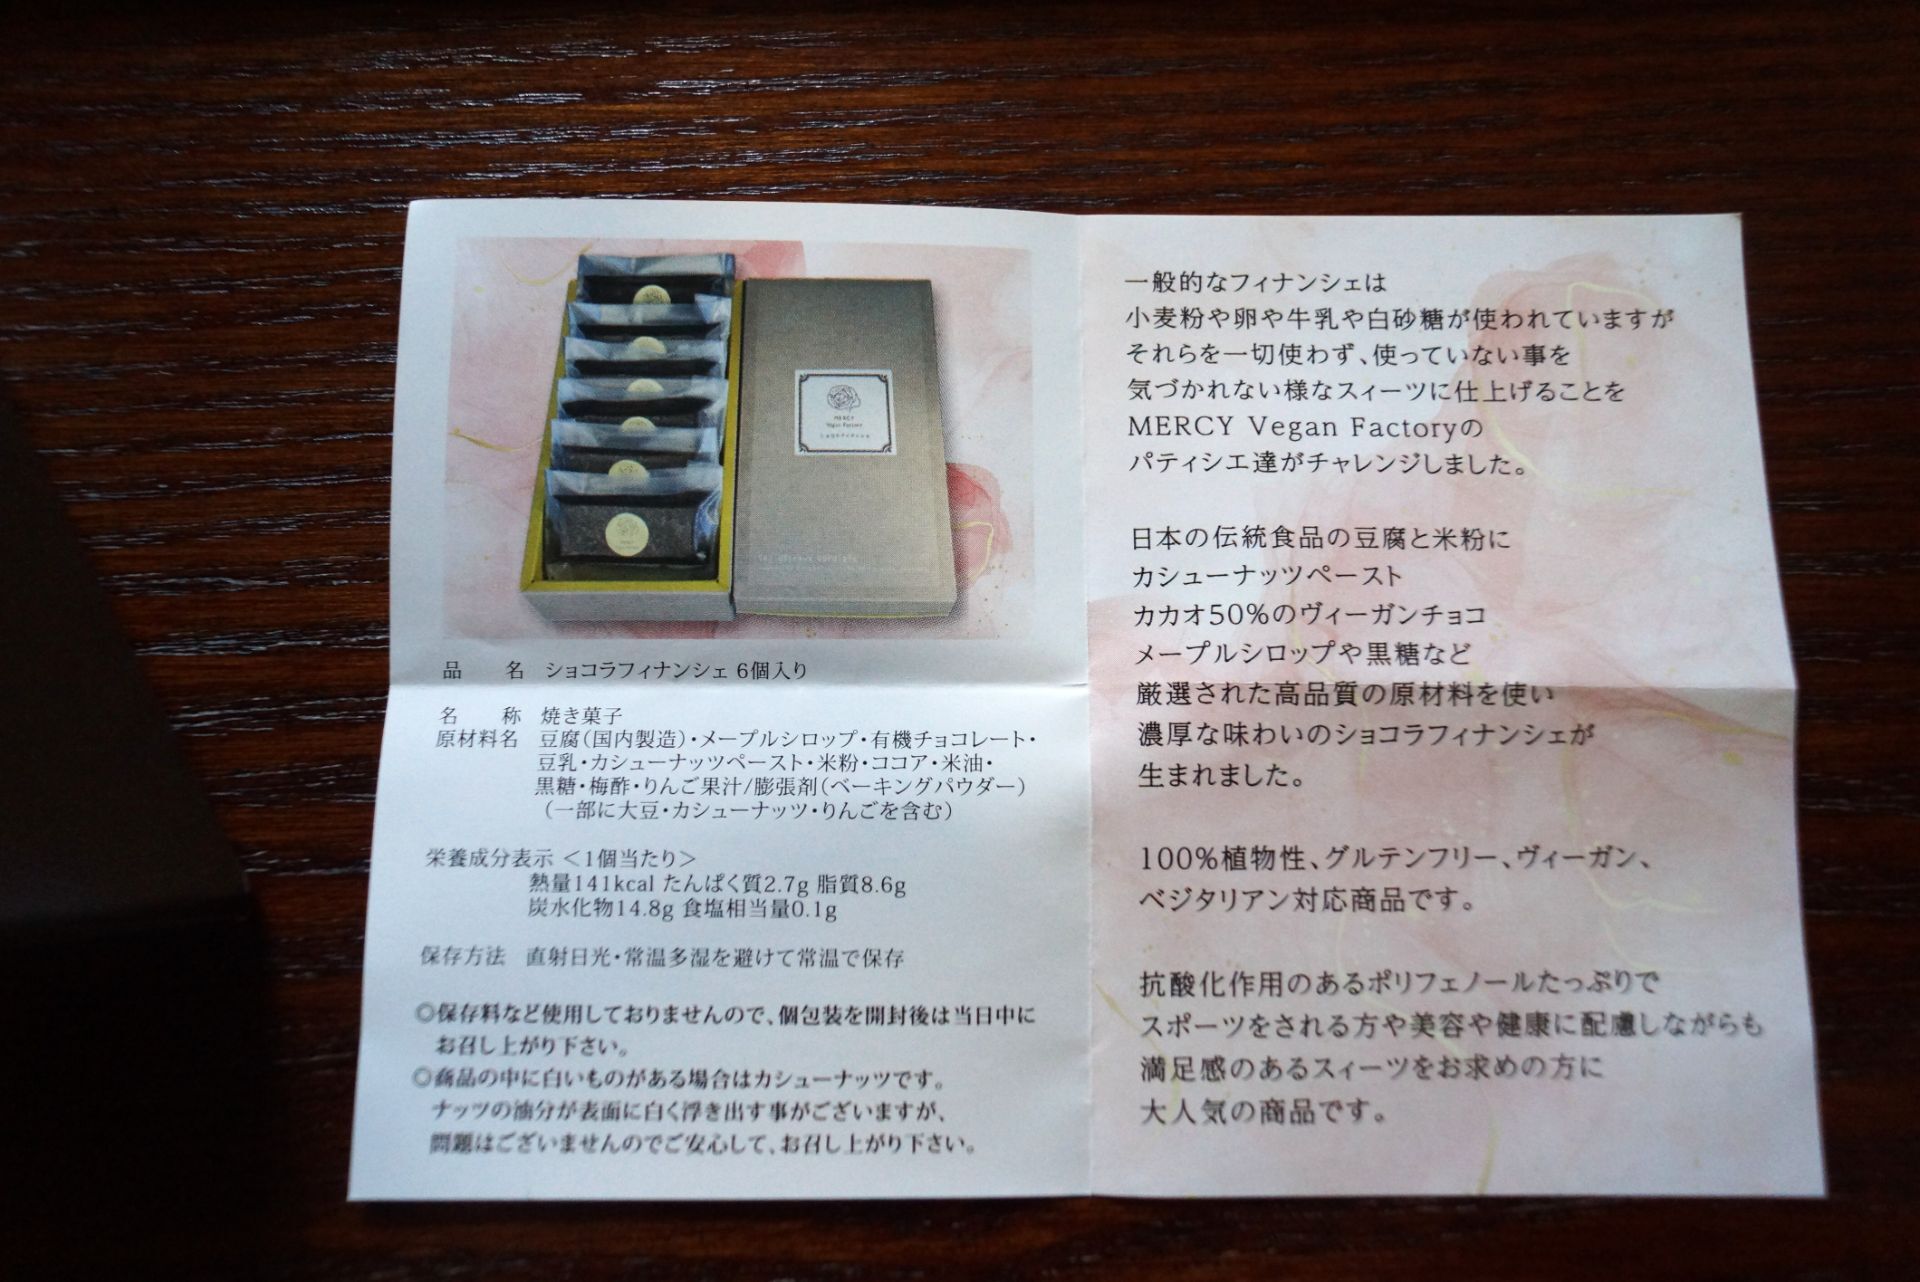 MERCY
Vegan Factory
ショコラフィナンシェ
品 名 ショコラフィナンシェ 6個入り
名 称 焼き菓子
原材料名 豆腐(国内製造)・メープルシロップ・有機チョコレート・
豆乳・カシューナッツペースト・米粉・ココア・米油・
黒糖・梅酢・りんご果汁/膨張剤(ベーキングパウダー)
(一部に大豆・カシューナッツ・りんごを含む)
栄養成分表示 <1個当たり>
熱量141kcal たんぱく質2.7g 脂質8.6g
炭水化物14.8g 食塩相当量0.1g
保存方法 直射日光・常温多湿を避けて常温で保存
◎保存料など使用しておりませんので、個包装を開封後は当日中に
お召し上がり下さい。
◎商品の中に白いものがある場合はカシューナッツです。
ナッツの油分が表面に白く浮き出す事がございますが、
問題はございませんのでご安心して、お召し上がり下さい。
一般的なフィナンシェは
小麦粉や卵や牛乳や白砂糖が使われていますが
それらを一切使わず、使っていない事を
気づかれない様なスィーツに仕上げることを
MERCY Vegan Factoryの
パティシエ達がチャレンジしました。
日本の伝統食品の豆腐と米粉に
カシューナッツペースト
カカオ50%のヴィーガンチョコ
メープルシロップや黒糖など
厳選された高品質の原材料を使い
濃厚な味わいのショコラフィナンシェが
生まれました。
100%植物性、グルテンフリー、ヴィーガン、
ベジタリアン対応商品です。
抗酸化作用のあるポリフェノールたっぷりで
スポーツをされる方や美容や健康に配慮しながらも
満足感のあるスィーツをお求めの方に
大人気の商品です。